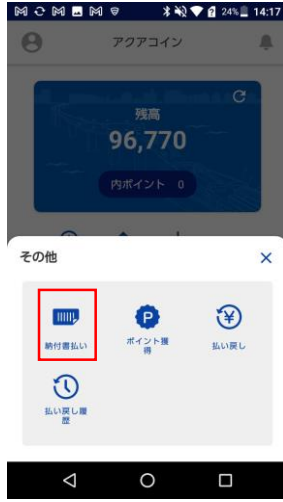 24% 14:17
アクアコイン
残高
96,770
内ポイント 0
その他
納付書払い
P
ポイント獲
得
払い戻し
払い戻し履
歴